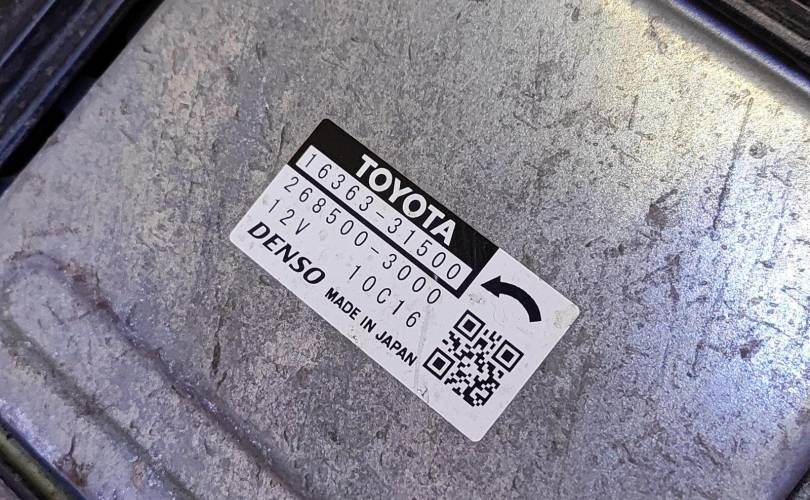 TOYOTA
16363-31500
268500-3000
12V 10C16
DENSO MADE IN JAPAN